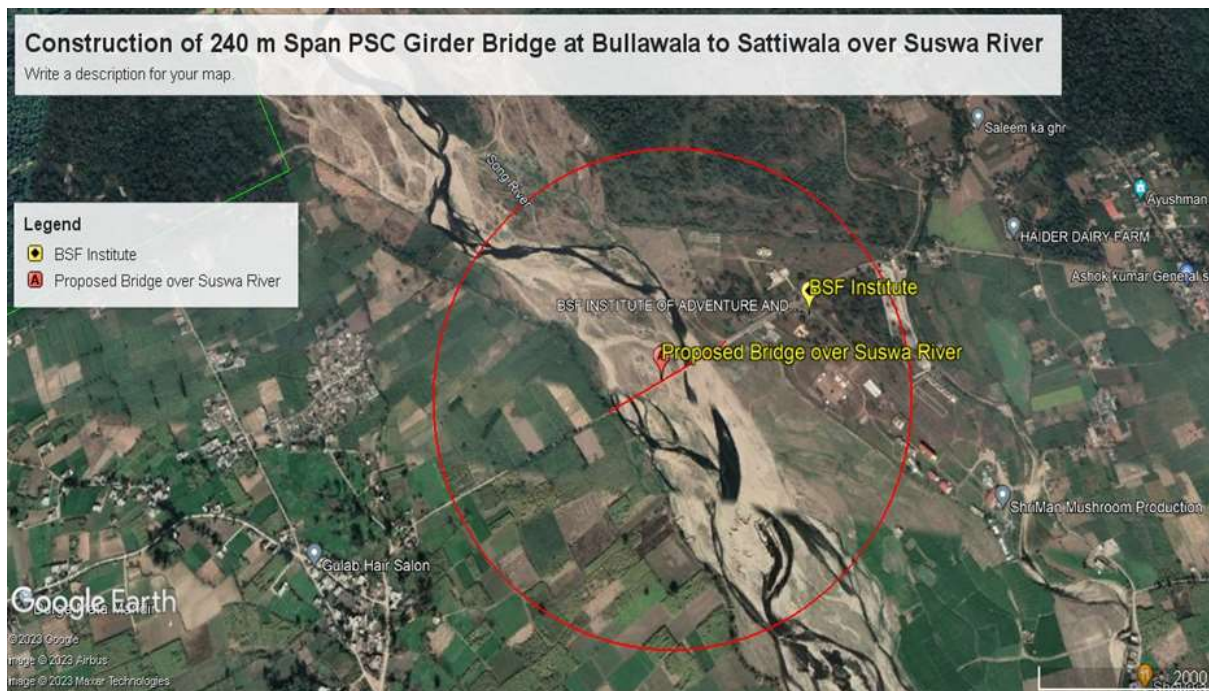 Construction of 240 m Span PSC Girder Bridge at Bullawala to Sattiwala over Suswa River
Write a description for your map.
Saleem ka ghr
Song River
Ayushman
Legend
BSF Institute
A Proposed Bridge over Suswa River
HAIDER DAIRY FARM
Ashok kumar General s
BSF Institute
BSF INSTITUTE OF ADVENTURE AND ...
Proposed Bridge over Suswa River
ShriMan Mushroom Production
Gulab Hair Salon
Google Earth
©2023 Google
Image © 2023 Airbus
Image © 2023 Maxar Technologies
2000